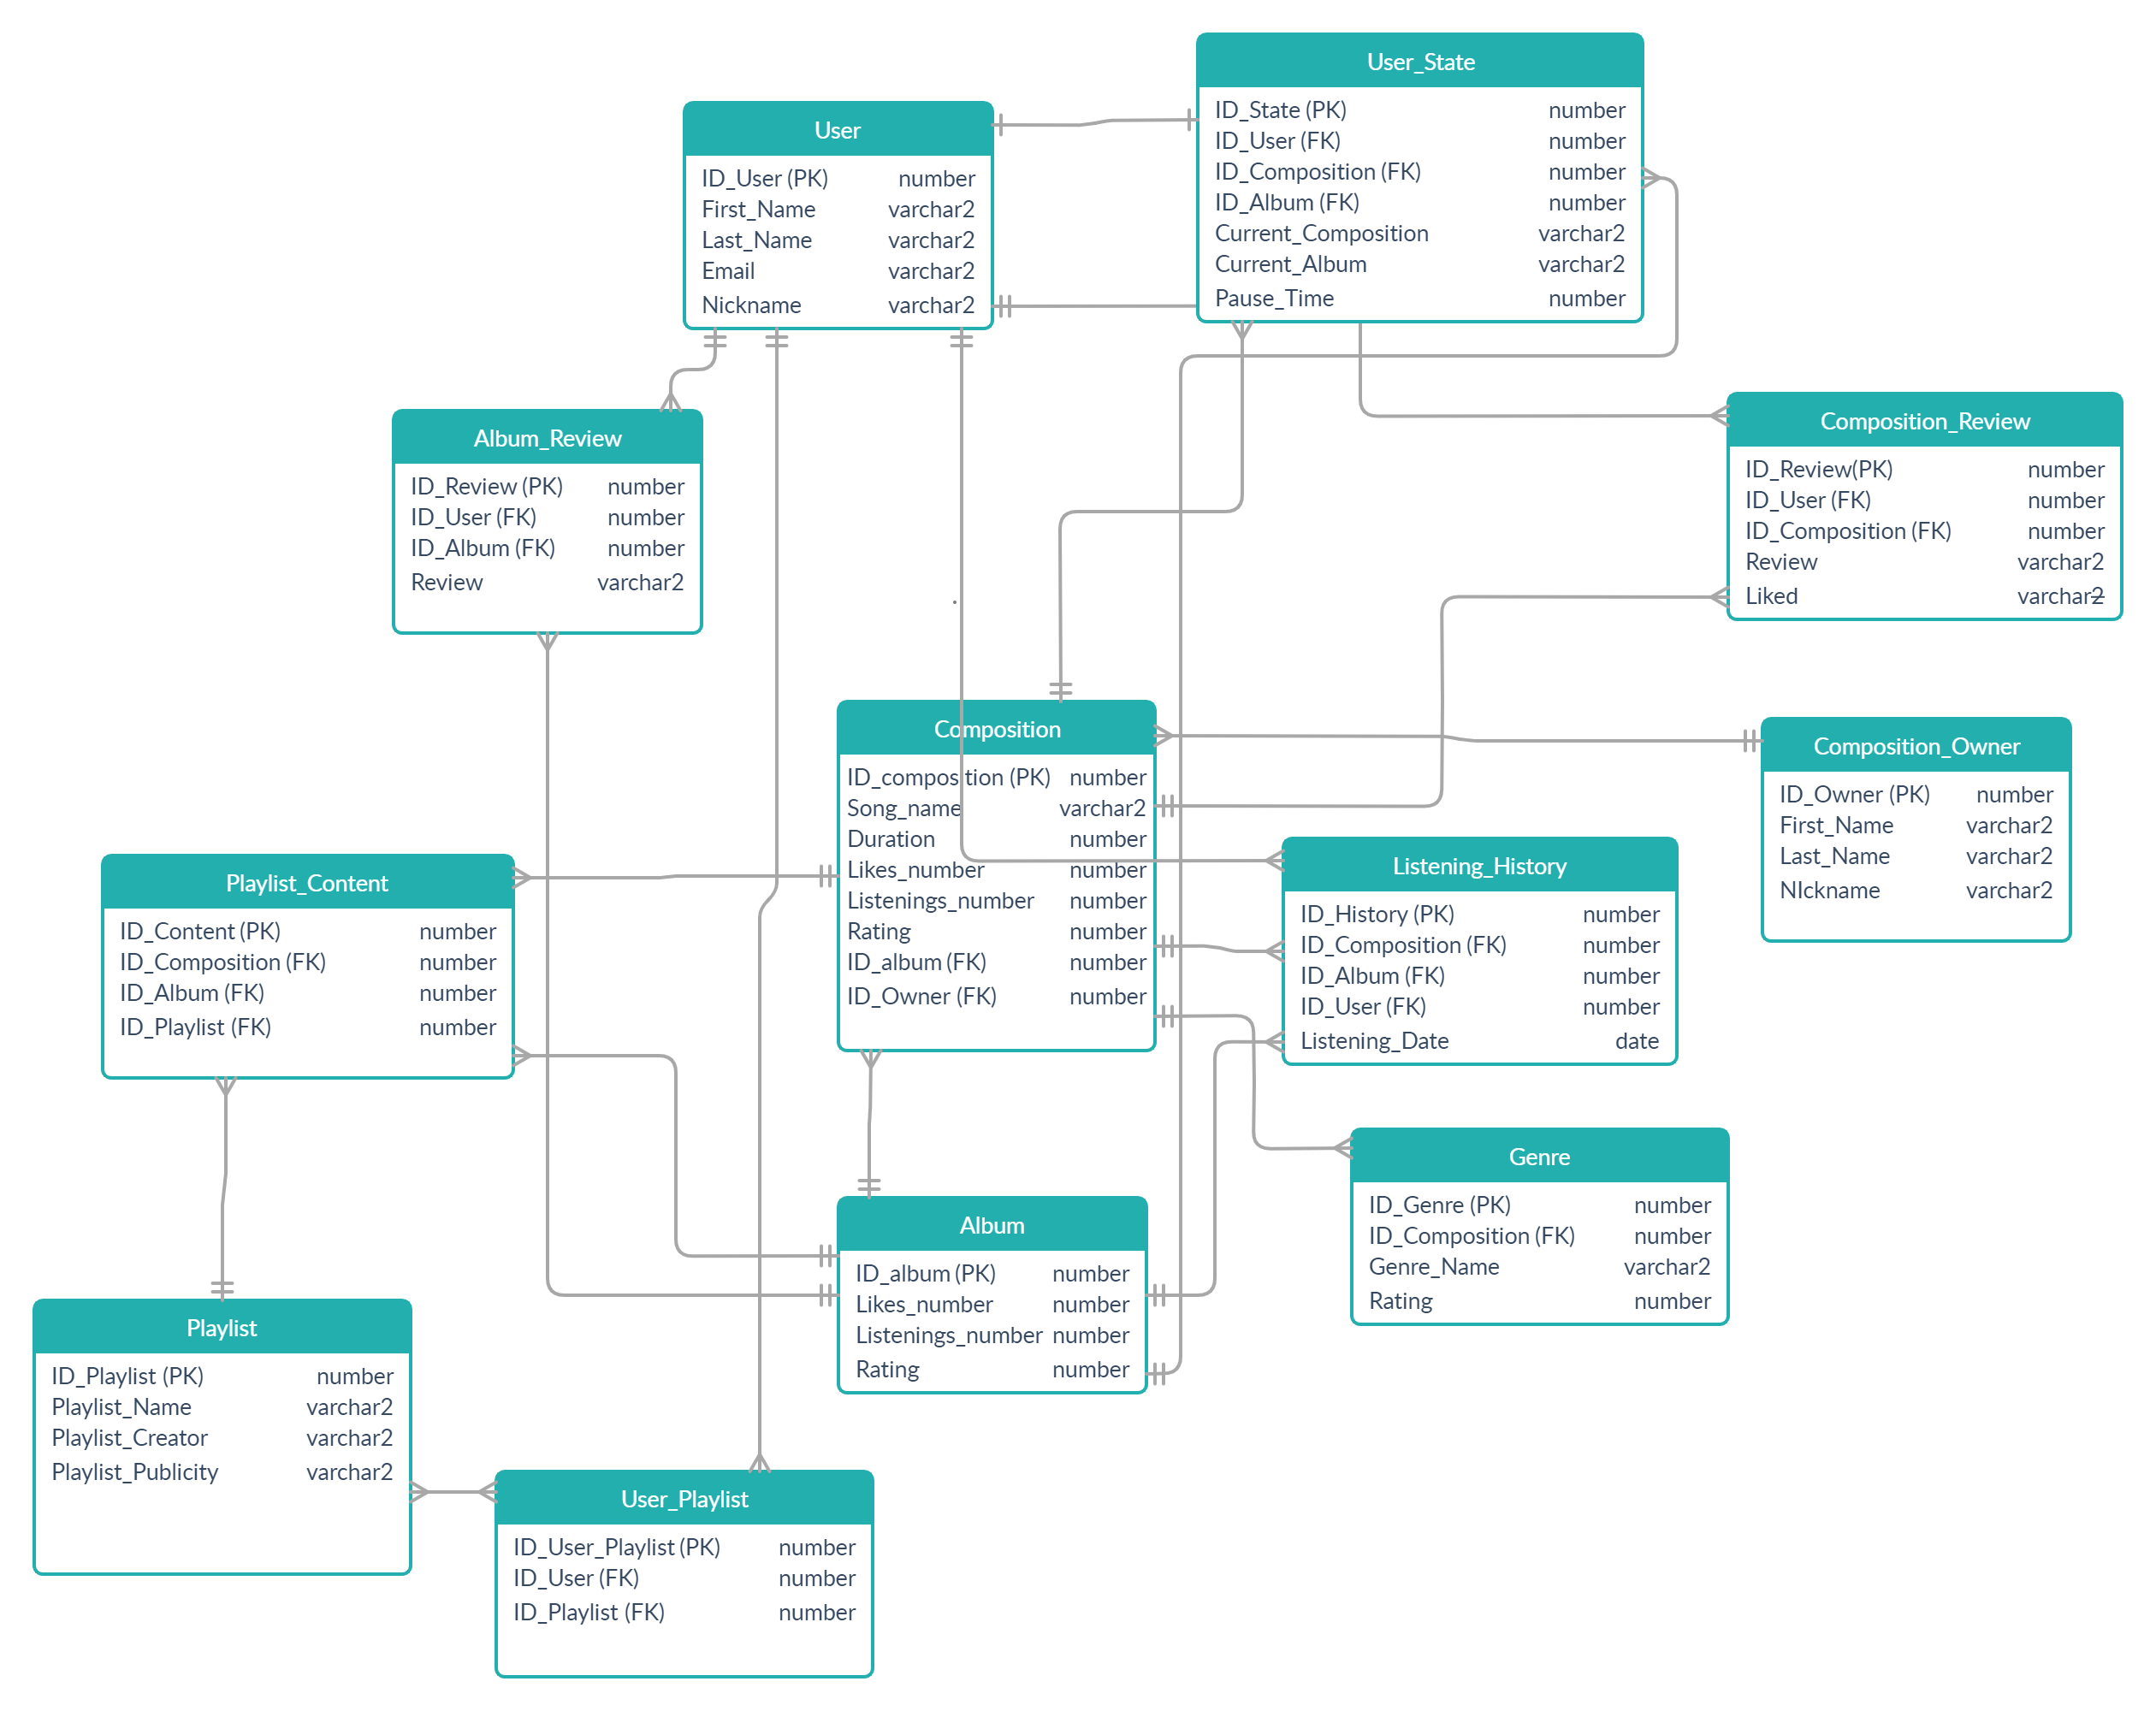 User_State
ID_State (PK) number
ID_User (FK) number
ID_Composition (FK) number
ID_Album (FK) number
Current_Composition varchar2
Current_Album varchar2
Pause_Time number
User
ID_User (PK) number
First_Name varchar2
Last_Name varchar2
Email varchar2
Nickname varchar2
Album_Review
ID_Review (PK) number
ID_User (FK) number
ID_Album (FK) number
Review varchar2
Composition_Review
ID_Review(PK) number
ID_User (FK) number
ID_Composition (FK) number
Review varchar2
Liked varchar2
Composition
ID_composition (PK) number
Song_name varchar2
Duration number
Likes_number number
Listenings_number number
Rating number
ID_album (FK) number
ID_Owner (FK) number
Composition_Owner
ID_Owner (PK) number
First_Name varchar2
Last_Name varchar2
NIckname varchar2
Listening_History
ID_History (PK) number
ID_Composition (FK) number
ID_Album (FK) number
ID_User (FK) number
Listening_Date date
Playlist_Content
ID_Content (PK) number
ID_Composition (FK) number
ID_Album (FK) number
ID_Playlist (FK) number
Genre
ID_Genre (PK) number
ID_Composition (FK) number
Genre_Name varchar2
Rating number
Album
ID_album (PK) number
Likes_number number
Listenings_number number
Rating number
Playlist
ID_Playlist (PK) number
Playlist_Name varchar2
Playlist_Creator varchar2
Playlist_Publicity varchar2
User_Playlist
ID_User_Playlist (PK) number
ID_User (FK) number
ID_Playlist (FK) number